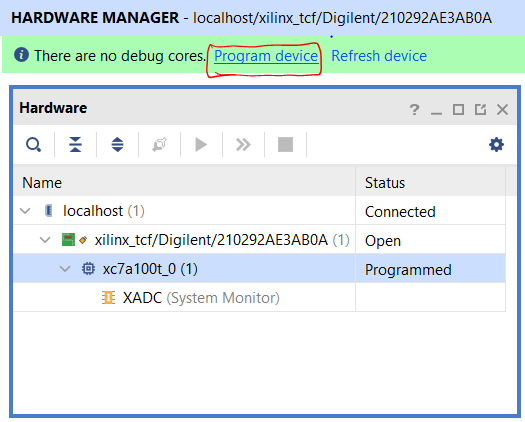 HARDWARE MANAGER - localhost/xilinx_tcf/Digilent/210292AE3AB0A
There are no debug cores. Program device Refresh device
Hardware
Name Status
localhost (1) Connected
xilinx_tcf/Digilent/210292AE3AB0A (1) Open
xc7a100t_0 (1) Programmed
XADC (System Monitor)